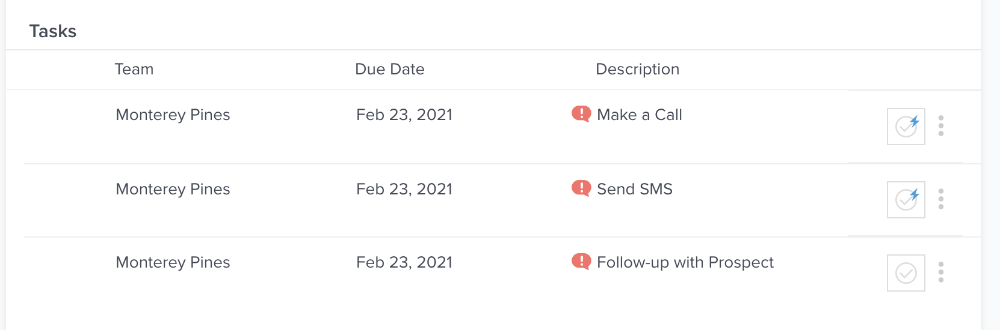 Tasks
Team Due Date Description
Monterey Pines Feb 23, 2021 Make a Call
Monterey Pines Feb 23, 2021 Send SMS
Monterey Pines Feb 23, 2021 Follow-up with Prospect